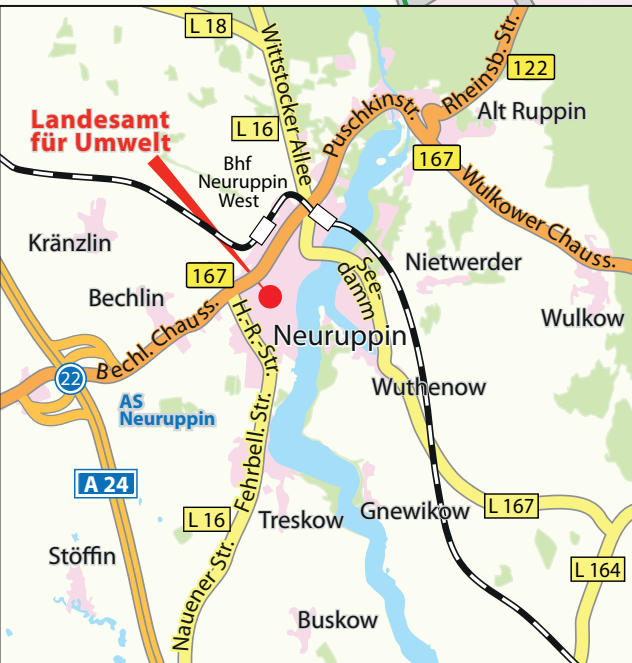 L 18
Wittstocker Allee
Rheinsb. Str.
122
Landesamt
für Umwelt
L 16
Puschkinstr.
Alt Ruppin
Bhf
Neuruppin
West
167
Wulkower Chauss.
Kränzlin
Nietwerder
167
See-
damm
Bechlin
Wulkow
Bechl. Chauss.
H.-R.-Str.
Neuruppin
22
AS
Neuruppin
Wuthenow
A 24
Fehrbell. Str.
L 16
Treskow
Gnewikow
L 167
Stöffin
Nauener Str.
L 164
Buskow